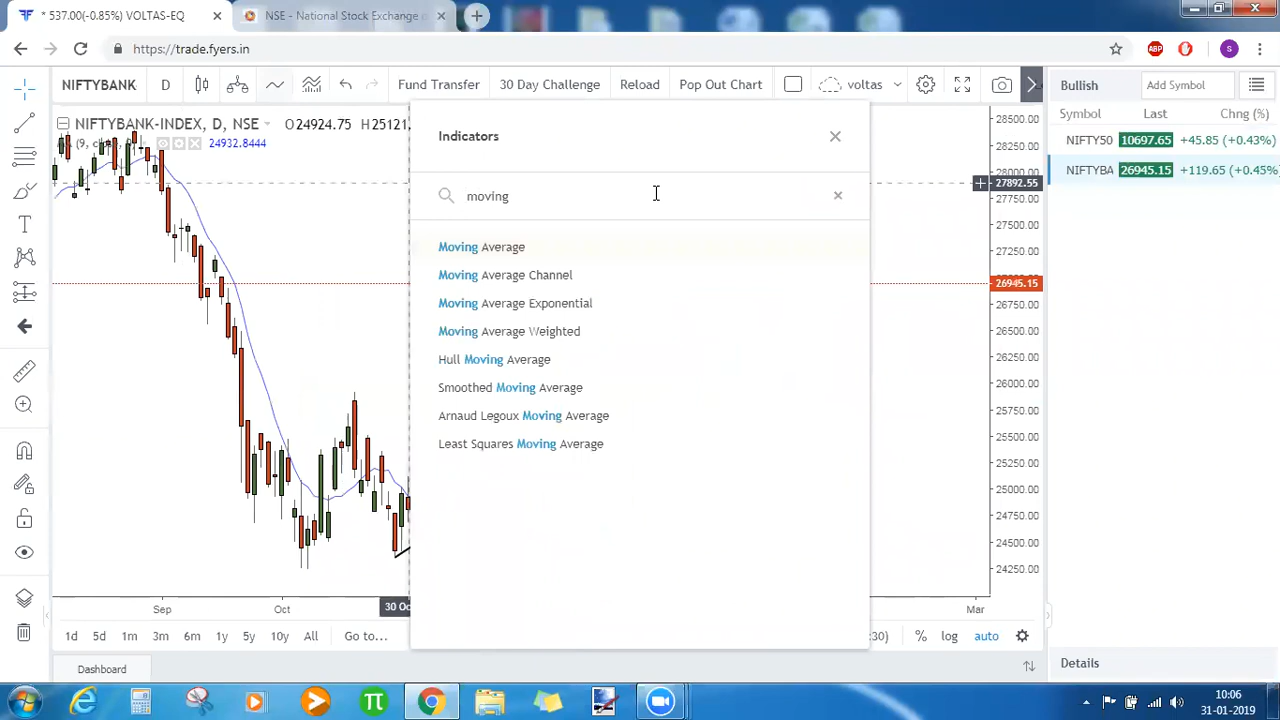 * 537.00(-0.85%) VOLTAS-EQ
NSE - National Stock Exchange
https://trade.fyers.in
NIFTYBANK D Fund Transfer 30 Day Challenge Reload Pop Out Chart voltas
Bullish Add Symbol
Symbol Last Chng (%)
NIFTY50 10697.65 +45.85 (+0.43%)
NIFTYBA 26945.15 +119.65 (+0.45%)
NIFTYBANK-INDEX, D, NSE O24924.75 H25121,
(9, 24932.8444
Indicators
moving
Moving Average
Moving Average Channel
Moving Average Exponential
Moving Average Weighted
Hull Moving Average
Smoothed Moving Average
Arnaud Legoux Moving Average
Least Squares Moving Average
28500.00
28250.00
27892.55
27750.00
27500.00
27250.00
26945.15
26750.00
26500.00
26250.00
26000.00
25750.00
25500.00
25250.00
25000.00
24750.00
24500.00
24250.00
Sep Oct 30 Oc Mar
1d 5d 1m 3m 6m 1y 5y 10y All Go to... :30) % log auto
Dashboard
Details
10:06
31-01-2019